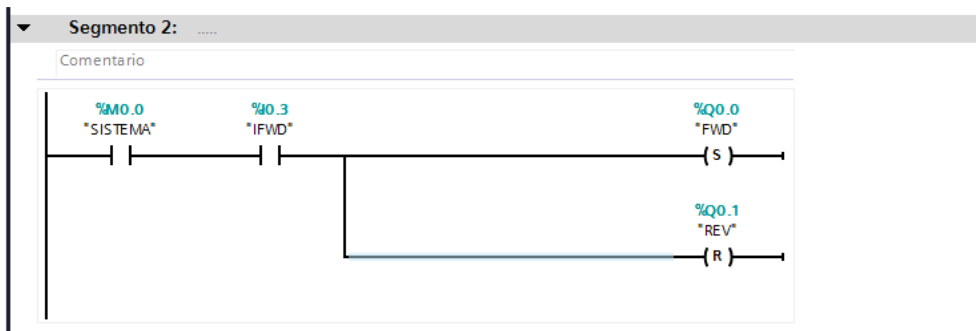 Segmento 2: .....
Comentario
%M0.0 %I0.3 %Q0.0
"SISTEMA" "IFWD" "FWD"
S
%Q0.1
"REV"
R